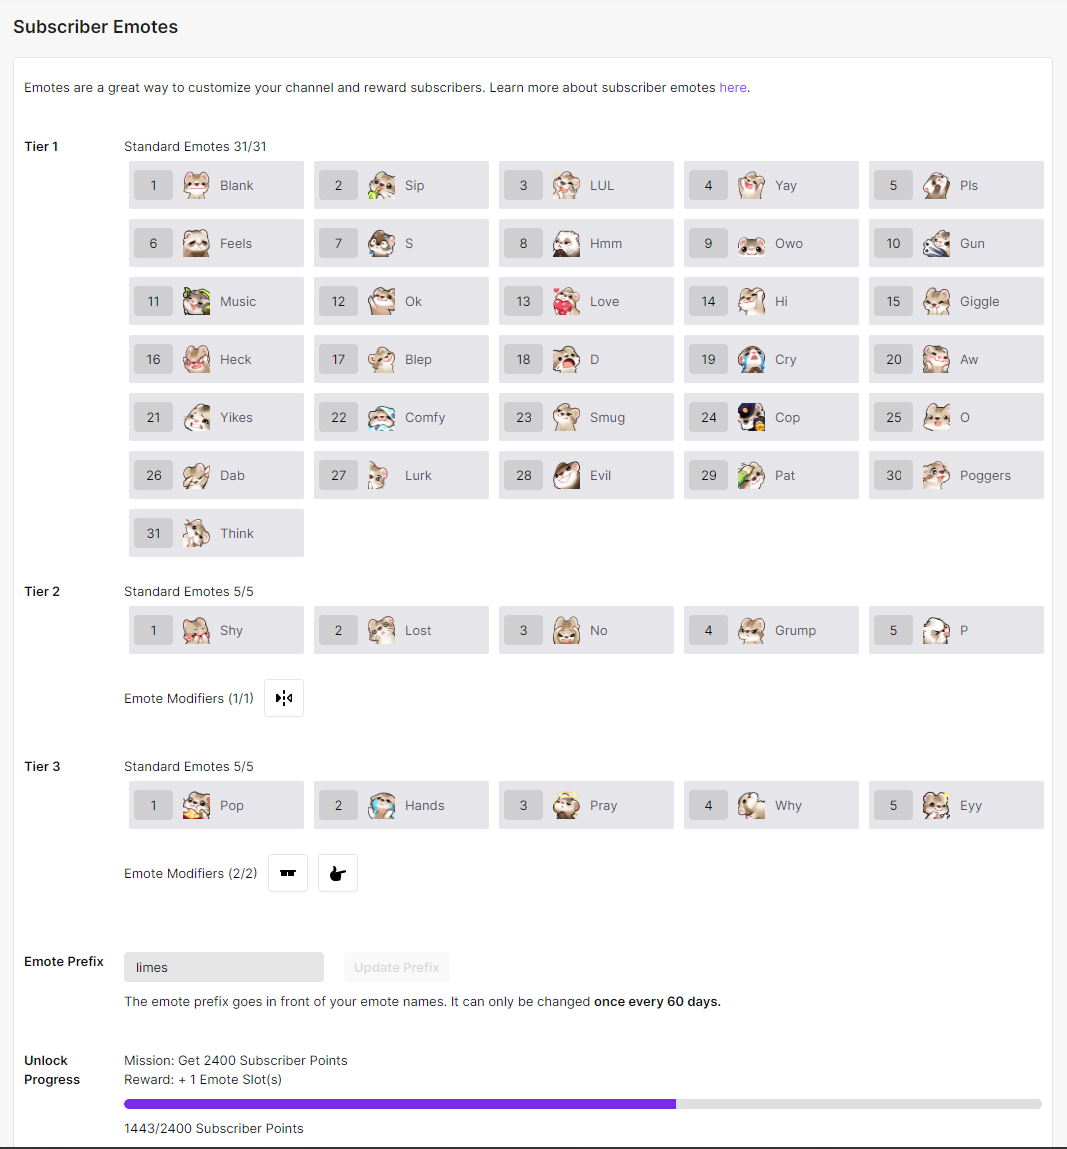 Subscriber Emotes
Emotes are a great way to customize your channel and reward subscribers. Learn more about subscriber emotes here.
Tier 1
Standard Emotes 31/31
1 Blank
2 Sip
3 LUL
4 Yay
5 Pls
6 Feels
7 S
8 Hmm
9 Owo
10 Gun
11 Music
12 Ok
13 Love
14 Hi
15 Giggle
16 Heck
17 Blep
18 D
19 Cry
20 Aw
21 Yikes
22 Comfy
23 Smug
24 Cop
25 O
26 Dab
27 Lurk
28 Evil
29 Pat
30 Poggers
31 Think
Tier 2
Standard Emotes 5/5
1 Shy
2 Lost
3 No
4 Grump
5 P
Emote Modifiers (1/1)
Tier 3
Standard Emotes 5/5
1 Pop
2 Hands
3 Pray
4 Why
5 Eyy
Emote Modifiers (2/2)
Emote Prefix
limes
Update Prefix
The emote prefix goes in front of your emote names. It can only be changed once every 60 days.
Unlock
Progress
Mission: Get 2400 Subscriber Points
Reward: + 1 Emote Slot(s)
1443/2400 Subscriber Points